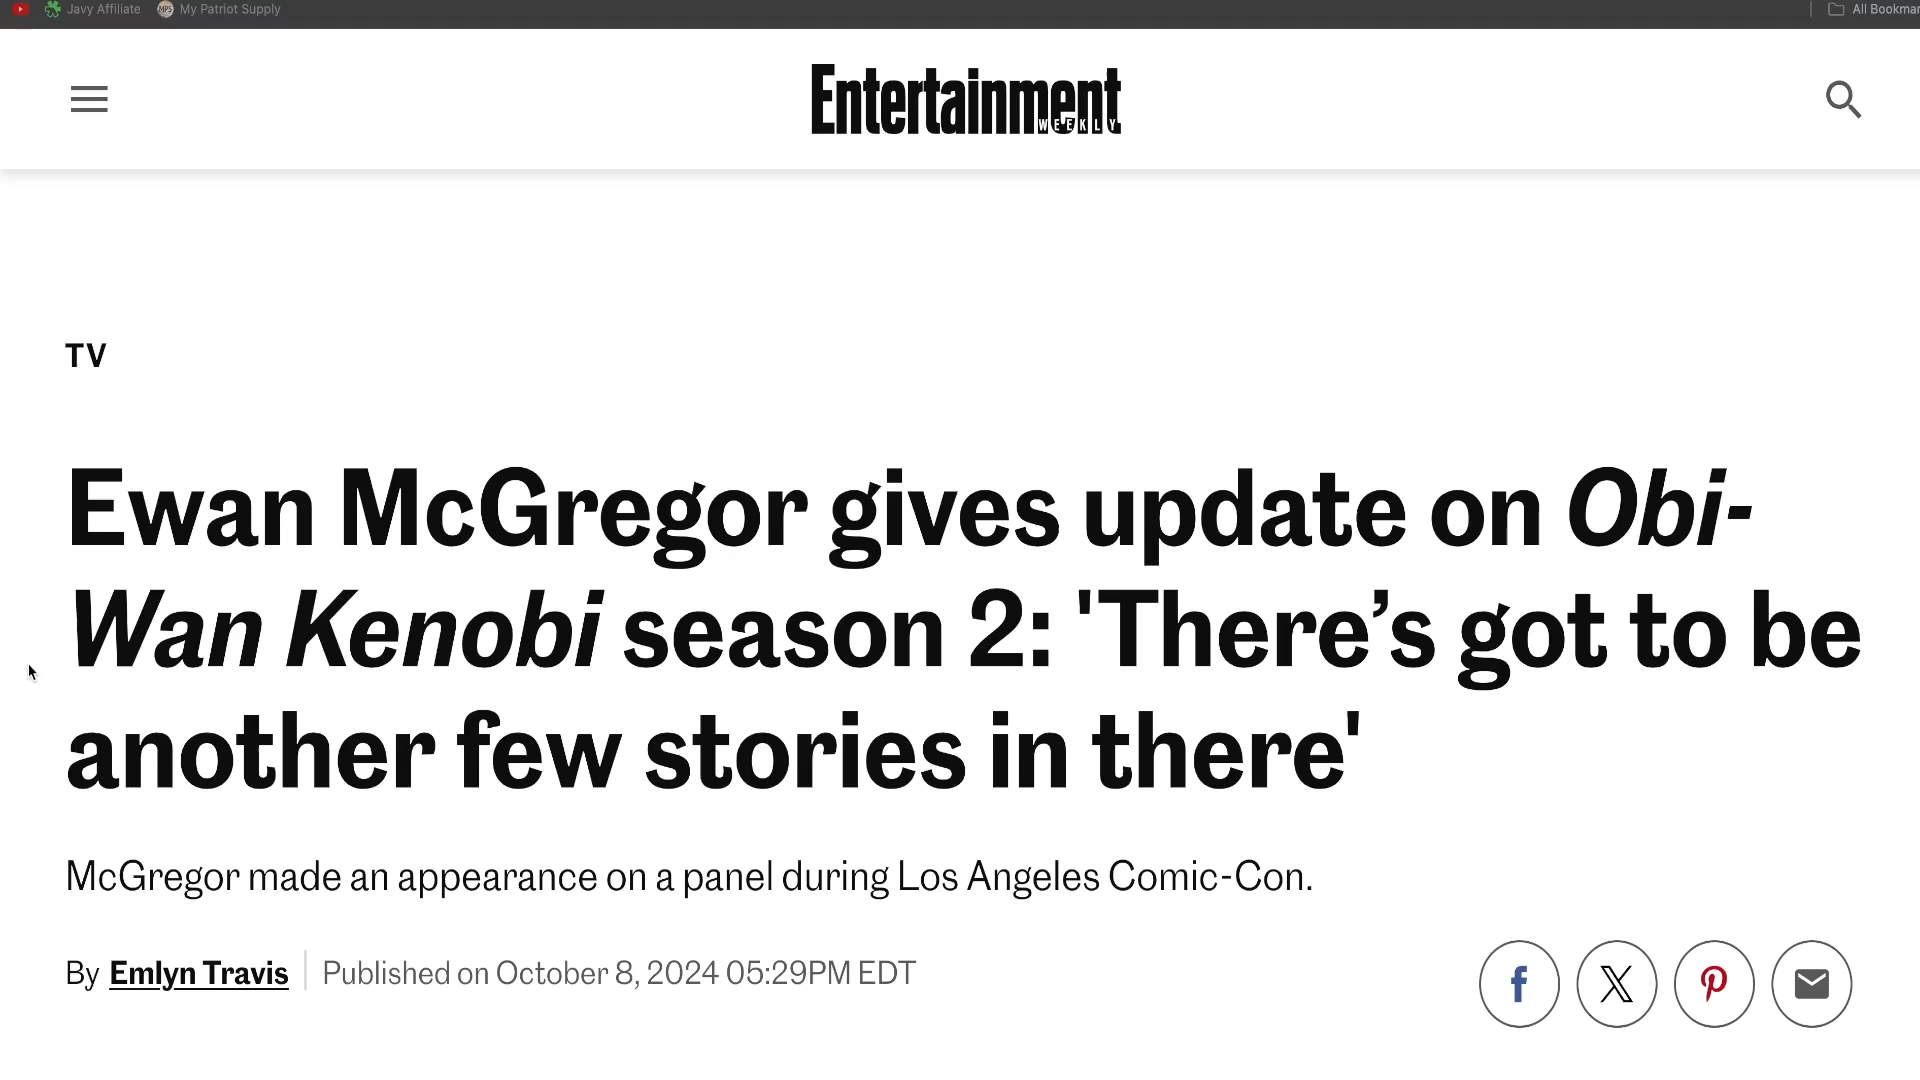 Javy Affiliate
MPS
My Patriot Supply
All Bookmar
Entertainment
WEEKLY
TV
Ewan McGregor gives update on Obi-
Wan Kenobi season 2: 'There’s got to be
another few stories in there'
McGregor made an appearance on a panel during Los Angeles Comic-Con.
By Emlyn Travis
Published on October 8, 2024 05:29PM EDT